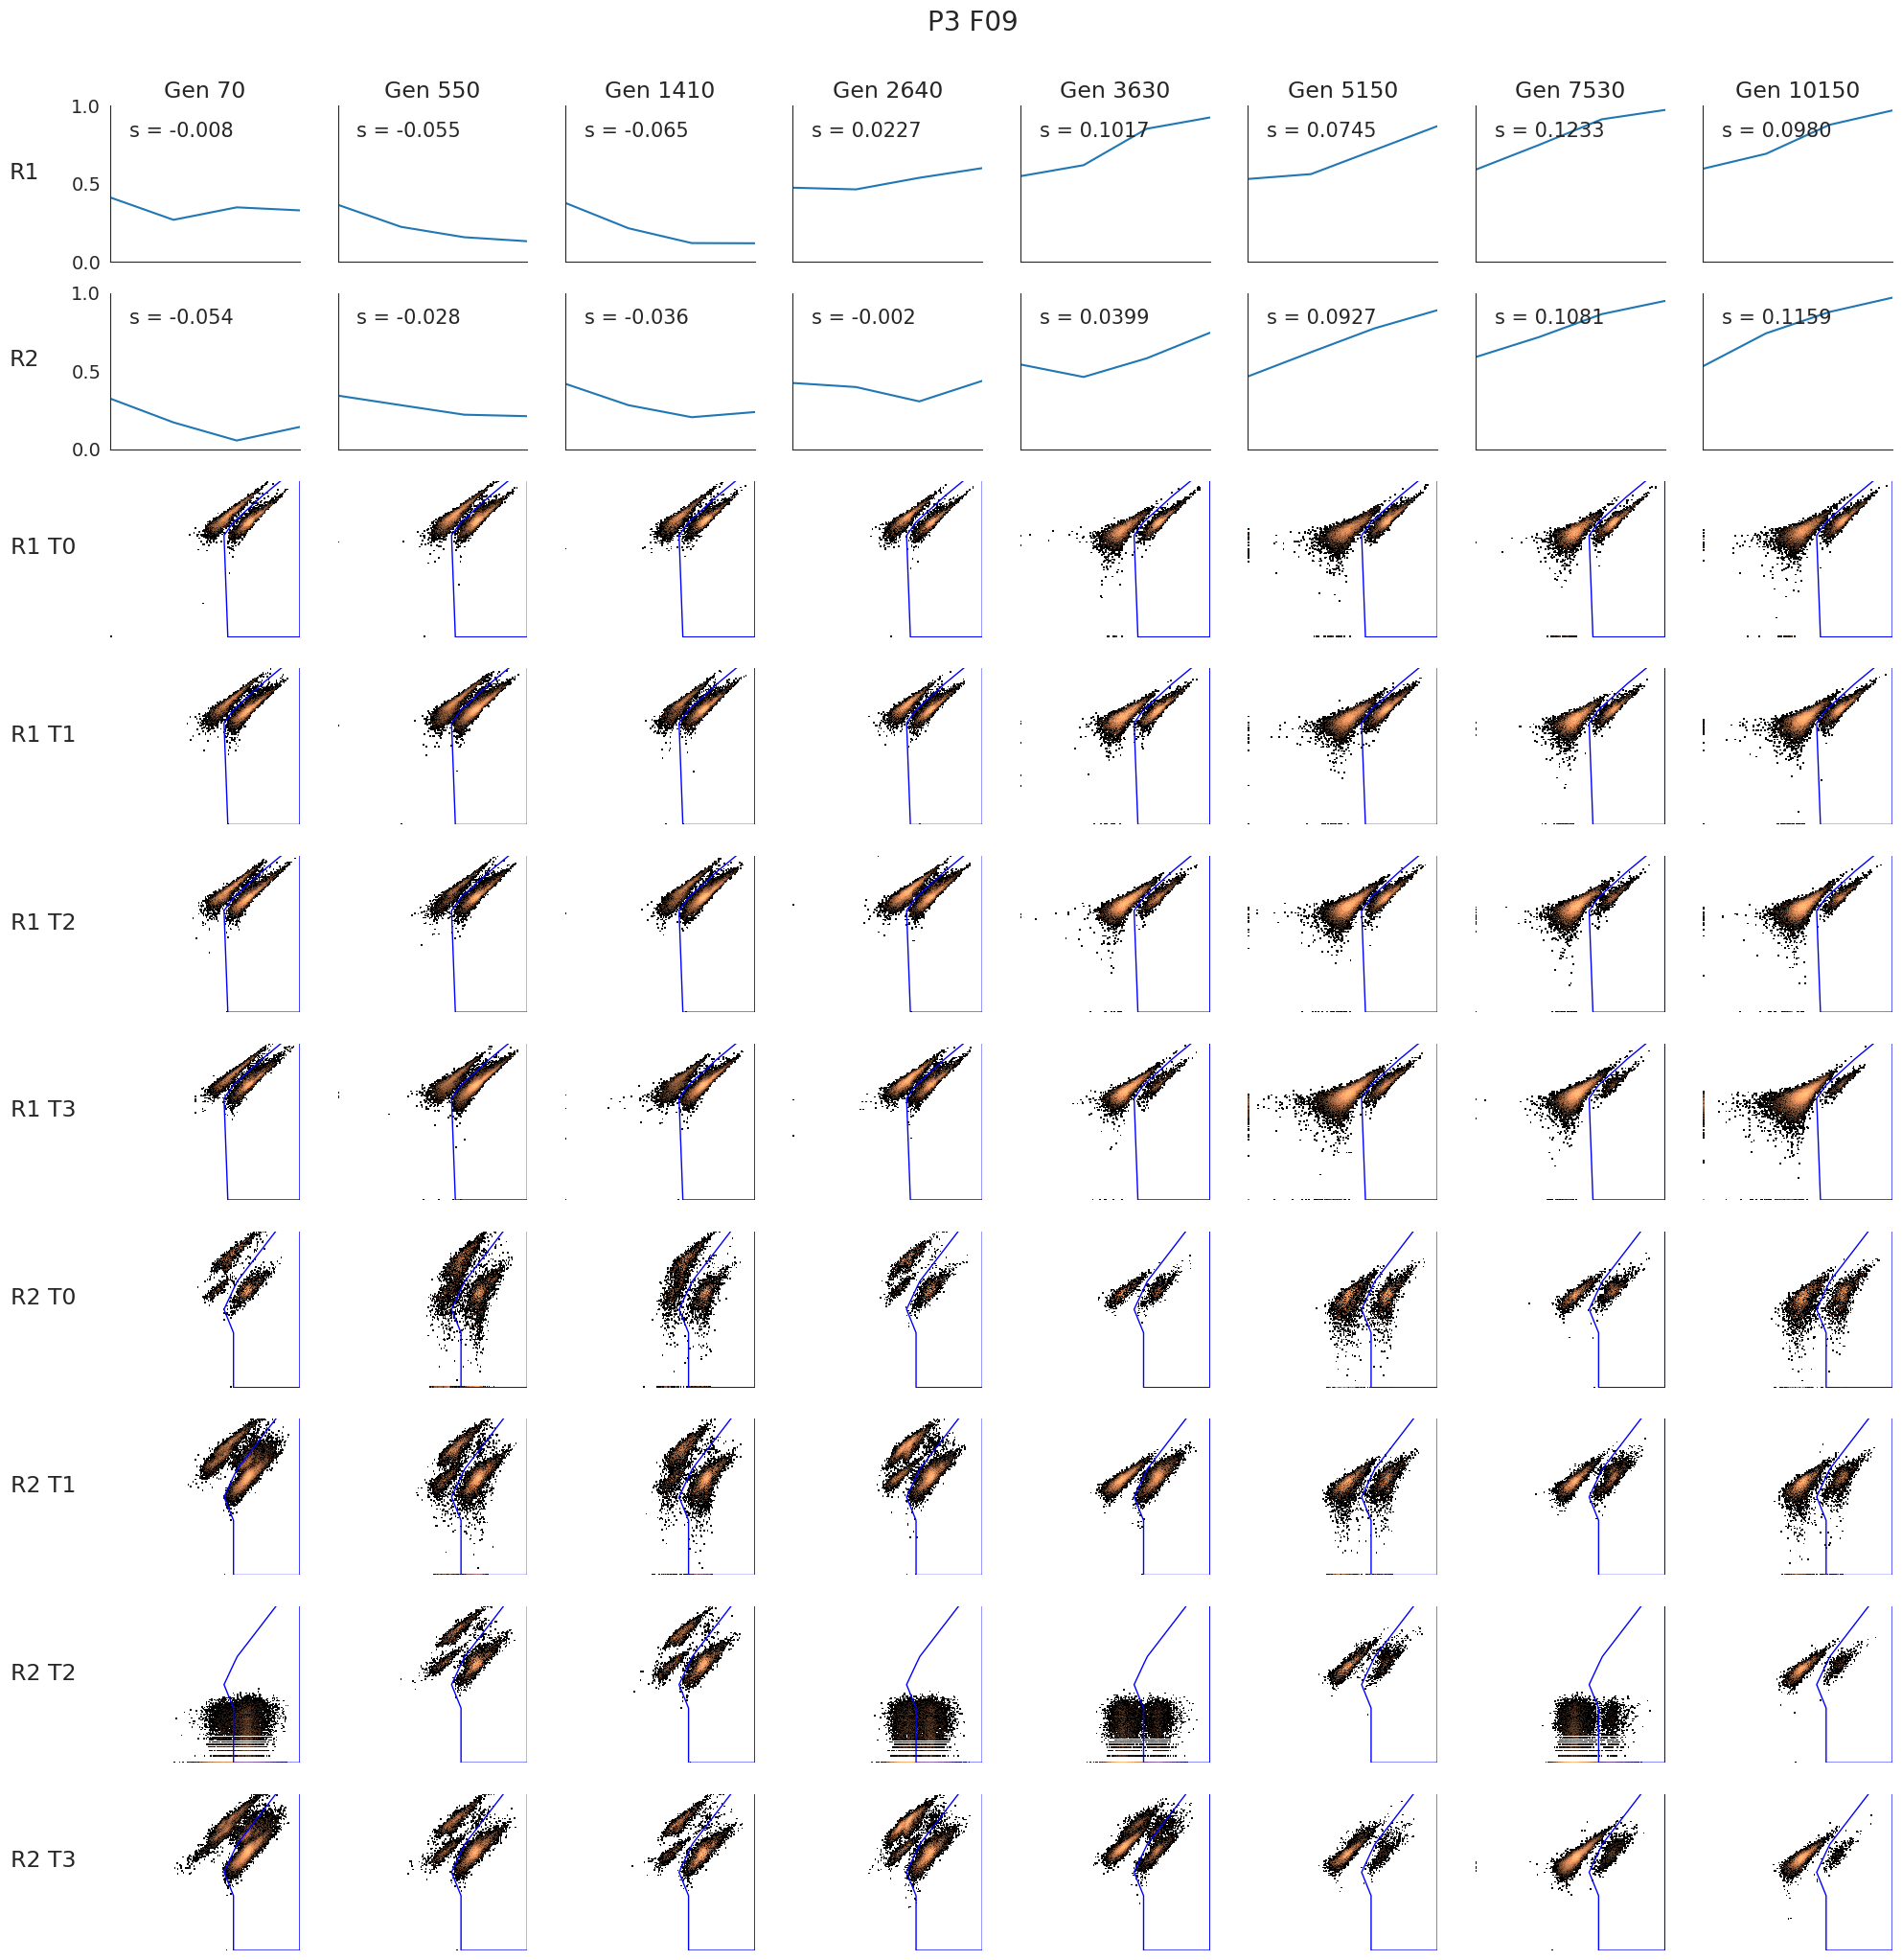 P3 F09
Gen 70 Gen 550 Gen 1410 Gen 2640 Gen 3630 Gen 5150 Gen 7530 Gen 10150
1.0
s = -0.008 s = -0.055 s = -0.065 s = 0.0227 s = 0.1017 s = 0.0745 s = 0.1233 s = 0.0980
R1
0.5
0.0
1.0
s = -0.054 s = -0.028 s = -0.036 s = -0.002 s = 0.0399 s = 0.0927 s = 0.1081 s = 0.1159
R2
0.5
0.0
R1 T0
R1 T1
R1 T2
R1 T3
R2 T0
R2 T1
R2 T2
R2 T3